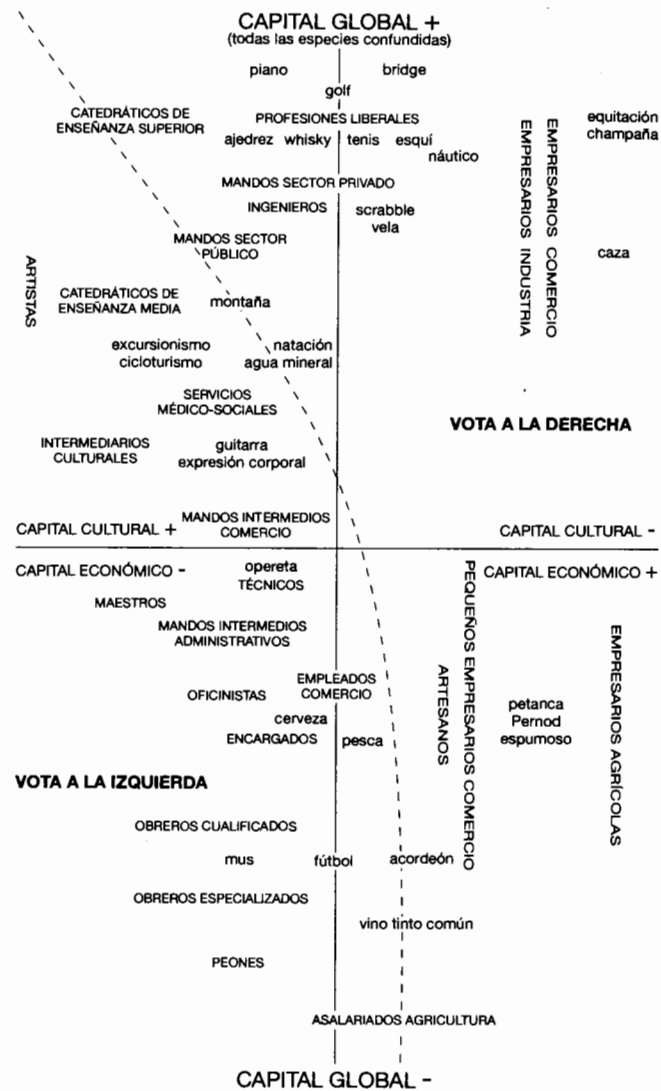 CAPITAL GLOBAL +
(todas las especies confundidas)
piano
bridge
golf
CATEDRÁTICOS DE
ENSEÑANZA SUPERIOR
PROFESIONES LIBERALES
equitación
champaña
ajedrez whisky tenis esquí
náutico
MANDOS SECTOR PRIVADO
INGENIEROS
scrabble
vela
EMPRESARIOS INDUSTRIA
EMPRESARIOS COMERCIO
MANDOS SECTOR
PÚBLICO
caza
ARTISTAS
CATEDRÁTICOS DE
ENSEÑANZA MEDIA
montaña
excursionismo
cicloturismo
natación
agua mineral
SERVICIOS
MÉDICO-SOCIALES
VOTA A LA DERECHA
INTERMEDIARIOS
CULTURALES
guitarra
expresión corporal
CAPITAL CULTURAL +
MANDOS INTERMEDIOS
COMERCIO
CAPITAL CULTURAL -
CAPITAL ECONÓMICO -
opereta
TÉCNICOS
CAPITAL ECONÓMICO +
MAESTROS
MANDOS INTERMEDIOS
ADMINISTRATIVOS
ARTESANOS
PEQUEÑOS EMPRESARIOS COMERCIO
EMPRESARIOS AGRÍCOLAS
OFICINISTAS
EMPLEADOS
COMERCIO
petanca
Pernod
espumoso
cerveza
ENCARGADOS
pesca
VOTA A LA IZQUIERDA
OBREROS CUALIFICADOS
mus
fútbol
acordeón
OBREROS ESPECIALIZADOS
vino tinto común
PEONES
ASALARIADOS AGRICULTURA
CAPITAL GLOBAL -